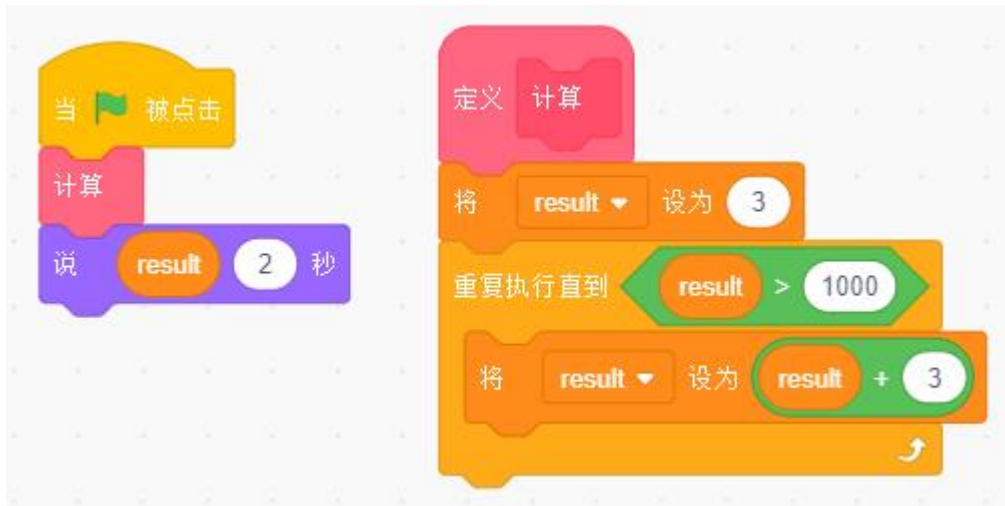 当 被点击
计算
说 result 2 秒
定义 计算
将 result 设为 3
重复执行直到 result > 1000
将 result 设为 result + 3